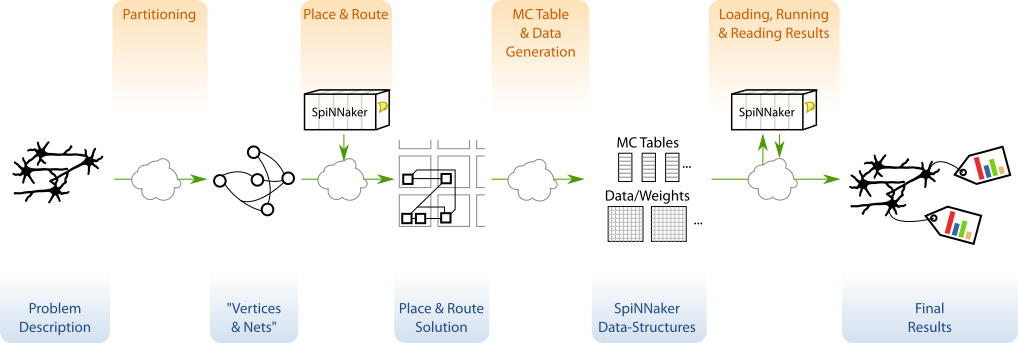 Partitioning
Place & Route
MC Table
& Data
Generation
Loading, Running
& Reading Results
SpiNNaker
SpiNNaker
MC Tables
...
Data/Weights
...
Problem
Description
"Vertices
& Nets"
Place & Route
Solution
SpiNNaker
Data-Structures
Final
Results